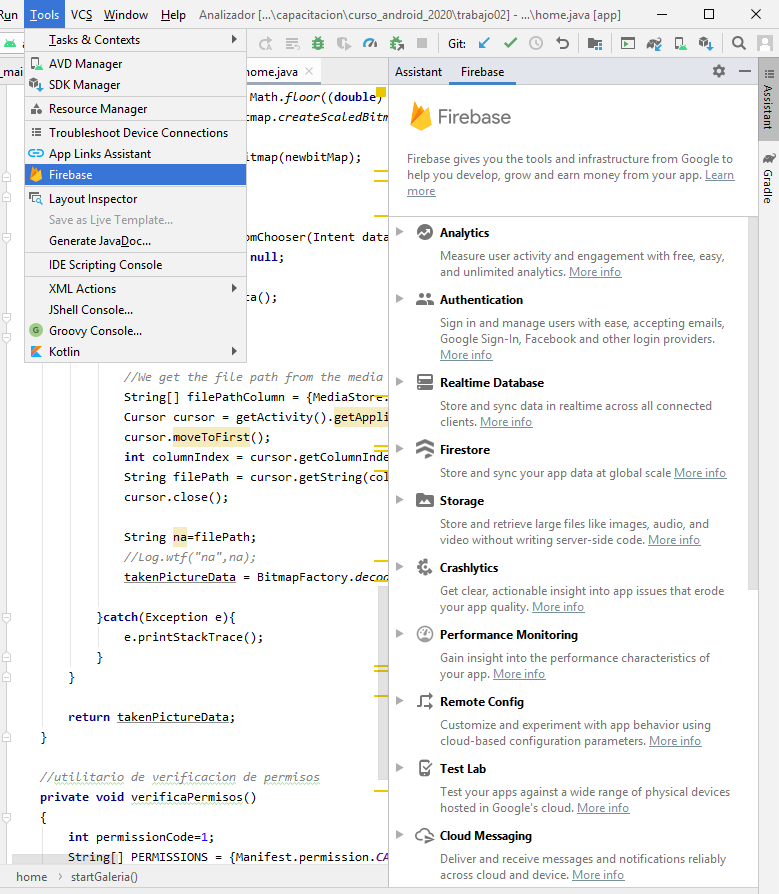 Run Tools VCS Window Help Analizador [...\capacitacion\curso_android_2020\trabajo02] - ...\home.java [app]
Tasks & Contexts
AVD Manager
SDK Manager
Resource Manager
Troubleshoot Device Connections
App Links Assistant
Firebase
Layout Inspector
Save as Live Template...
Generate JavaDoc...
IDE Scripting Console
XML Actions
JShell Console...
Groovy Console...
Kotlin
Git:
_mai
home.java
Math.floor((double)
map.createScaledBitm
itmap(newbitMap);
omChooser(Intent data
null;
ca();
//We get the file path from the media
String[] filePathColumn = {MediaStore.
Cursor cursor = getActivity().getAppli
cursor.moveToFirst();
int columnIndex = cursor.getColumnInde
String filePath = cursor.getString(col
cursor.close();
String na=filePath;
//Log.wtf("na",na);
takenPictureData = BitmapFactory.decod
}catch(Exception e){
e.printStackTrace();
}
}
return takenPictureData;
}
//utilitario de verificacion de permisos
private void verificaPermisos()
{
int permissionCode=1;
String[] PERMISSIONS = {Manifest.permission.CA
home > startGaleria()
Assistant Firebase
Firebase
Firebase gives you the tools and infrastructure from Google to
help you develop, grow and earn money from your app. Learn
more
Analytics
Measure user activity and engagement with free, easy,
and unlimited analytics. More info
Authentication
Sign in and manage users with ease, accepting emails,
Google Sign-In, Facebook and other login providers.
More info
Realtime Database
Store and sync data in realtime across all connected
clients. More info
Firestore
Store and sync your app data at global scale More info
Storage
Store and retrieve large files like images, audio, and
video without writing server-side code. More info
Crashlytics
Get clear, actionable insight into app issues that erode
your app quality. More info
Performance Monitoring
Gain insight into the performance characteristics of
your app. More info
Remote Config
Customize and experiment with app behavior using
cloud-based configuration parameters. More info
Test Lab
Test your apps against a wide range of physical devices
hosted in Google's cloud. More info
Cloud Messaging
Deliver and receive messages and notifications reliably
across cloud and device. More info
Assistant
Gradle